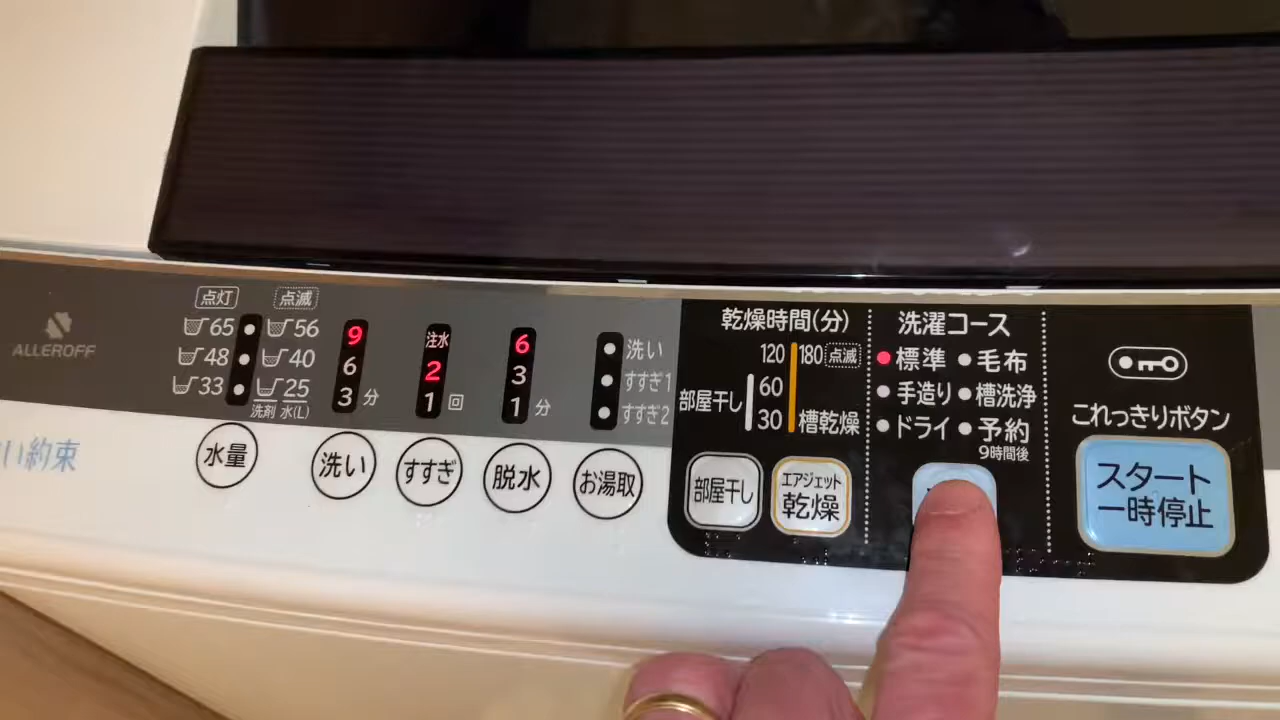 点灯 点滅
65 56
48 40
33 25
洗剤 水(L)
ALLEROFF
い約束
9
6
3 分
注水
2
1 回
6
3
1 分
洗い
すすぎ1
すすぎ2
水量
洗い
すすぎ
脱水
お湯取
乾燥時間(分)
120 180 点滅
60
部屋干し
30 槽乾燥
部屋干し
エアジェット
乾燥
洗濯コース
標準 毛布
手造り 槽洗浄
ドライ 予約
9時間後
これっきりボタン
スタート
一時停止